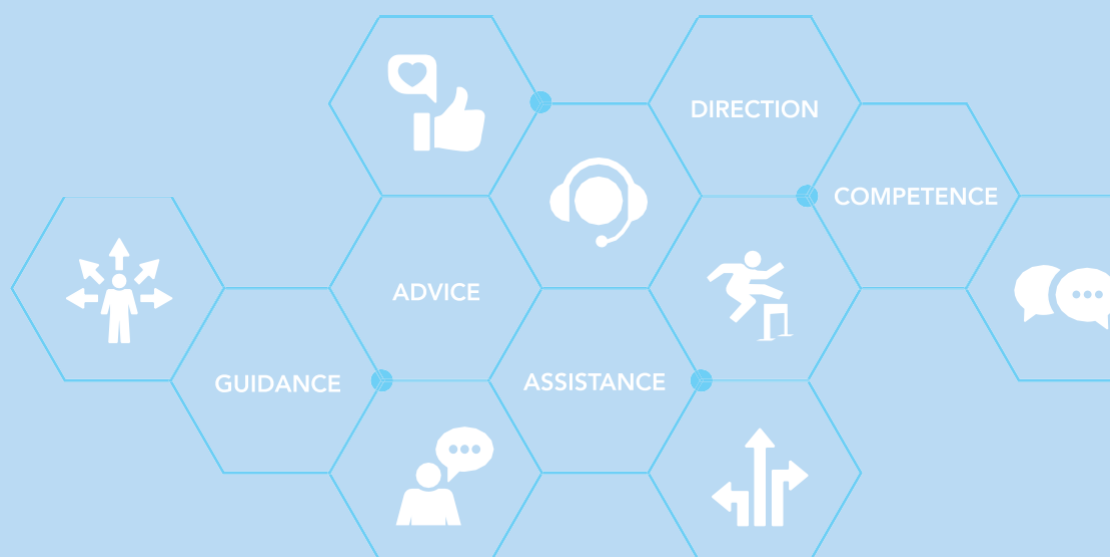 DIRECTION
COMPETENCE
ADVICE
GUIDANCE
ASSISTANCE